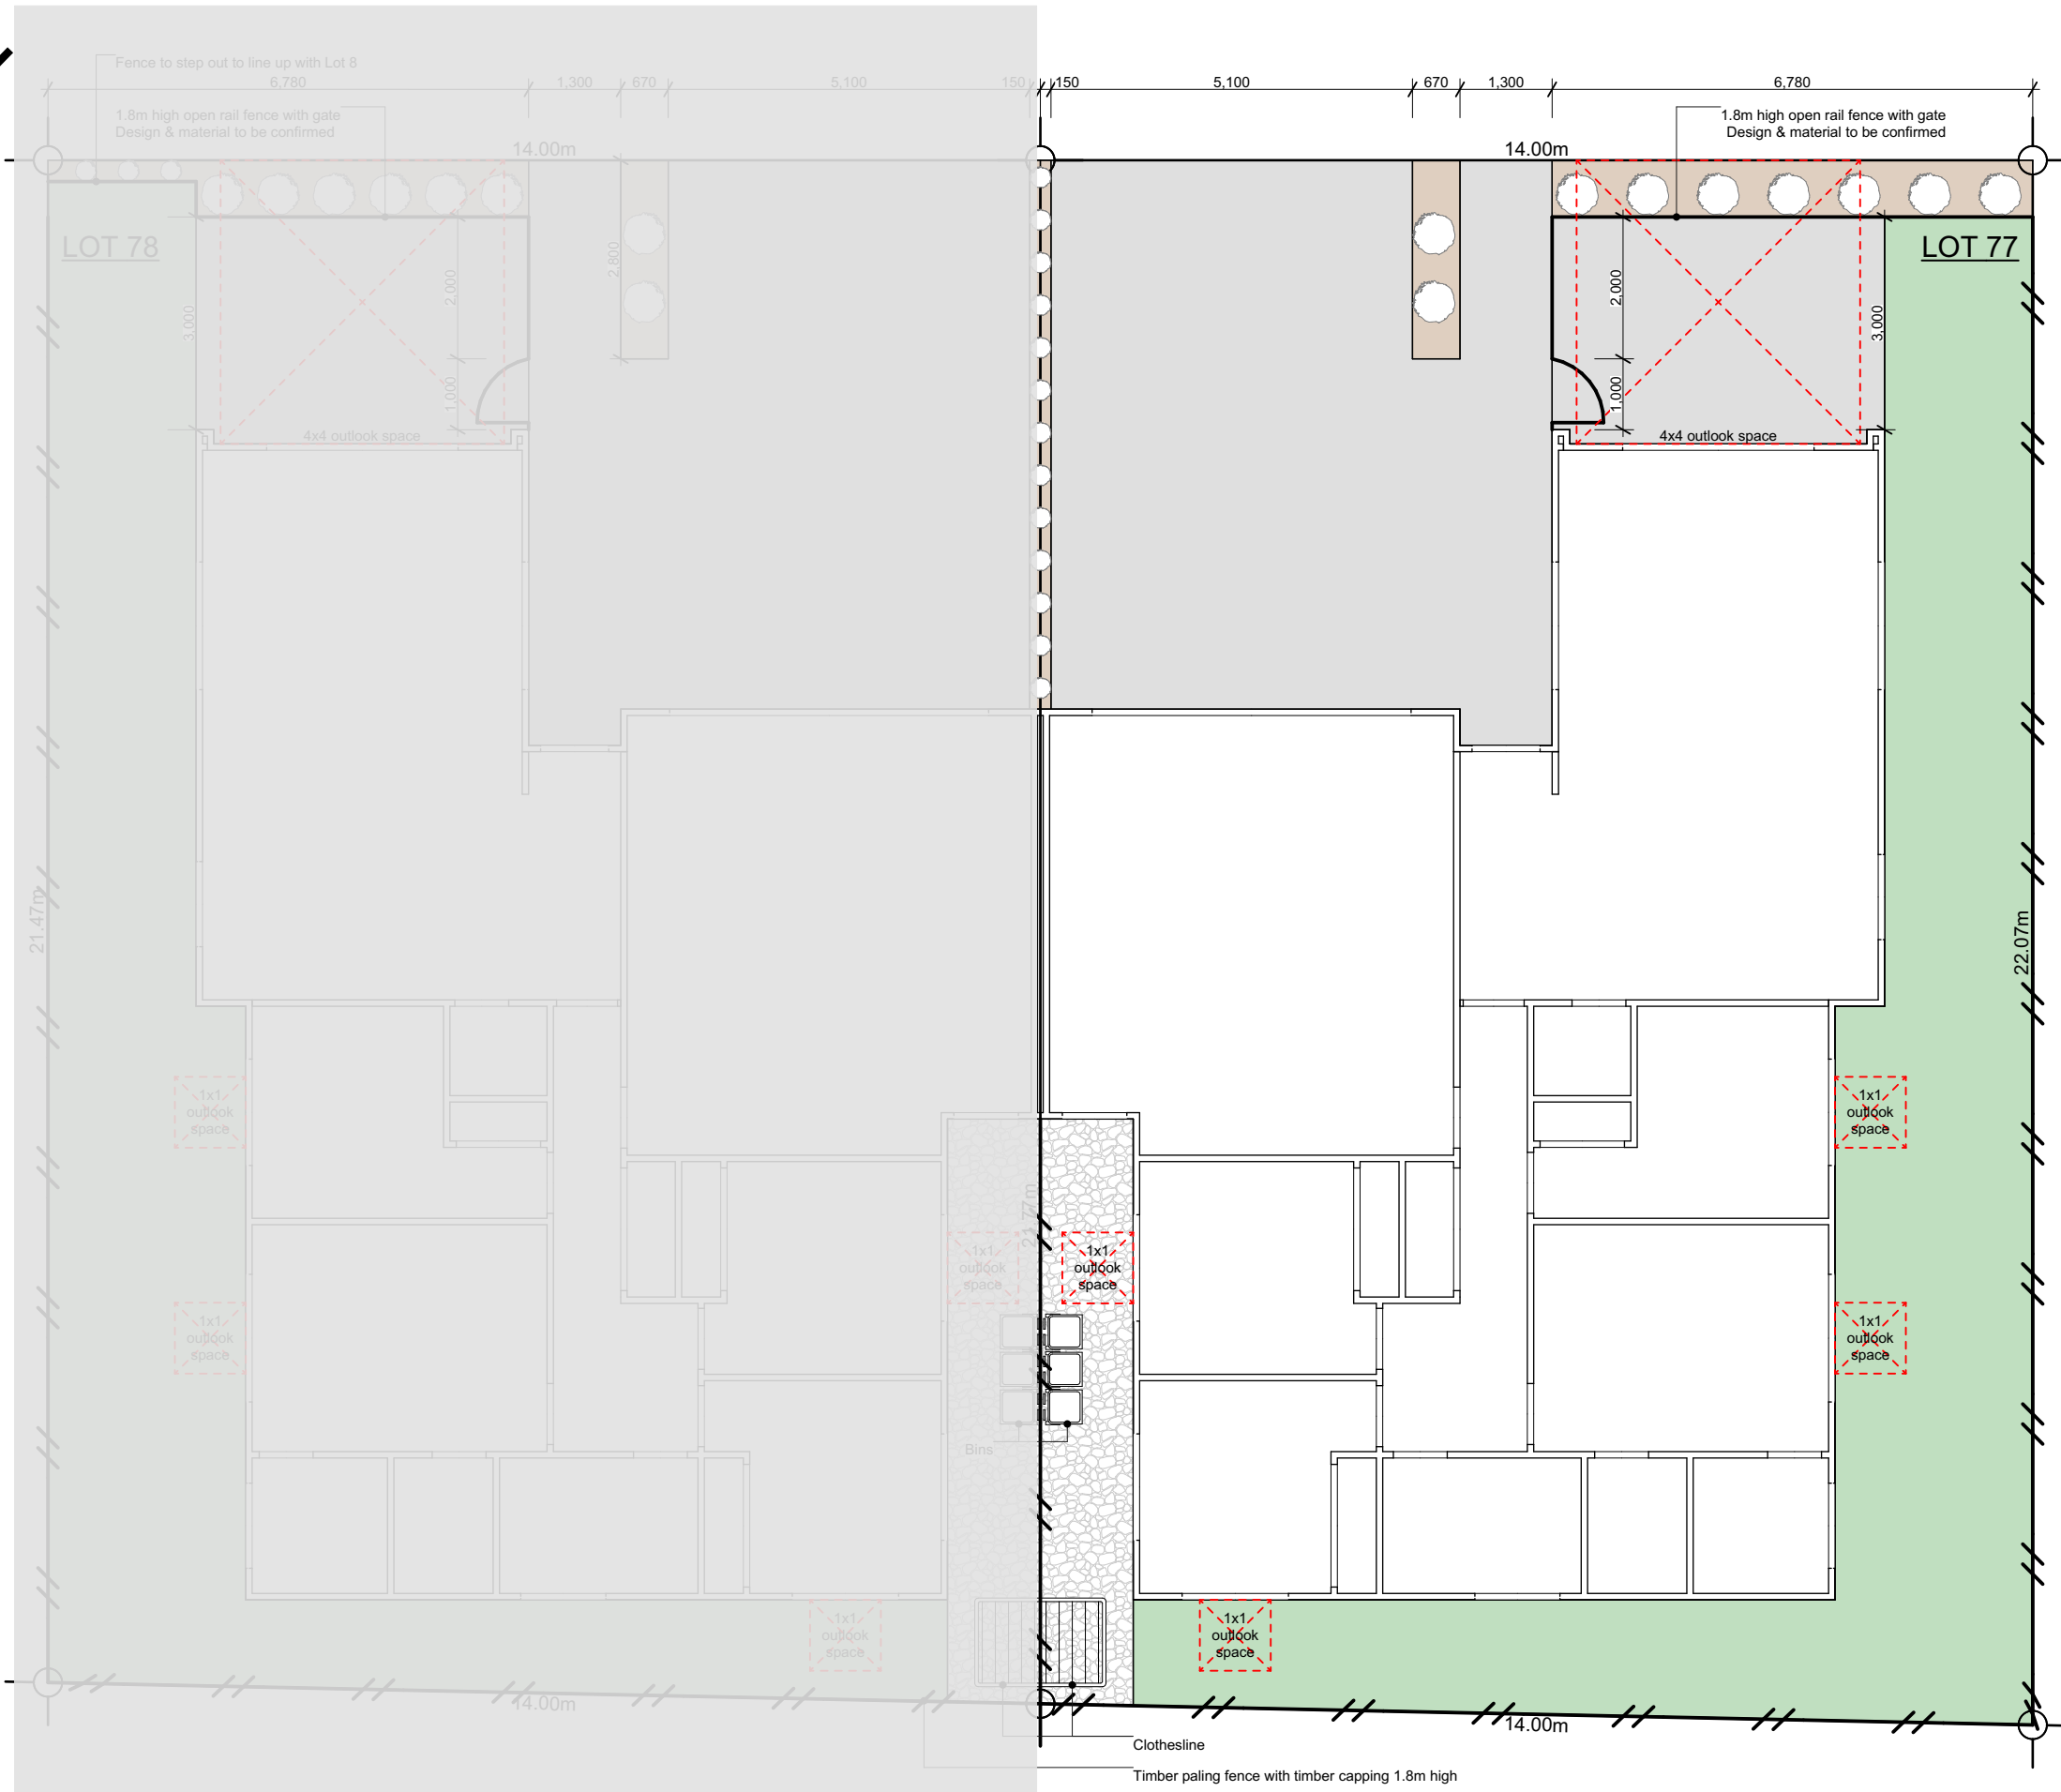 Fence to step out to line up with Lot 8
6,780
1,300
670
5,100
150
150
5,100
670
1,300
6,780
1.8m high open rail fence with gate
Design & material to be confirmed
1.8m high open rail fence with gate
Design & material to be confirmed
14.00m
14.00m
LOT 78
LOT 77
2,000
2,800
3,000
1,000
2,000
3,000
1,000
4x4 outlook space
4x4 outlook space
21.47m
22.07m
1x1
outlook
space
1x1
outlook
space
21.77m
1x1
outlook
space
1x1
outlook
space
1x1
outlook
space
1x1
outlook
space
Bins
1x1
outlook
space
1x1
outlook
space
14.00m
14.00m
Clothesline
Timber paling fence with timber capping 1.8m high